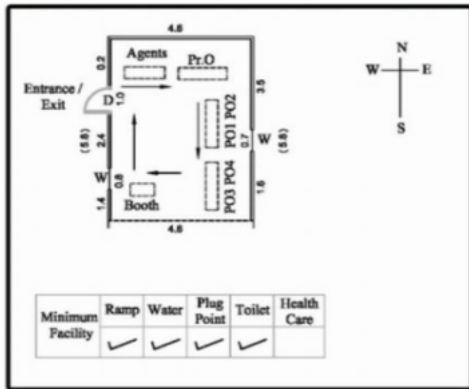 4.6
N
Agents Pr.O
W E
0.2
3.5
Entrance /
Exit
D 1.0
S
PO1 PO2
(5.8)
2.4
0.7 W (5.8)
W 0.8
PO3 PO4
Booth
1.4
1.6
4.6
Minimum Facility Ramp Water Plug Point Toilet Health Care